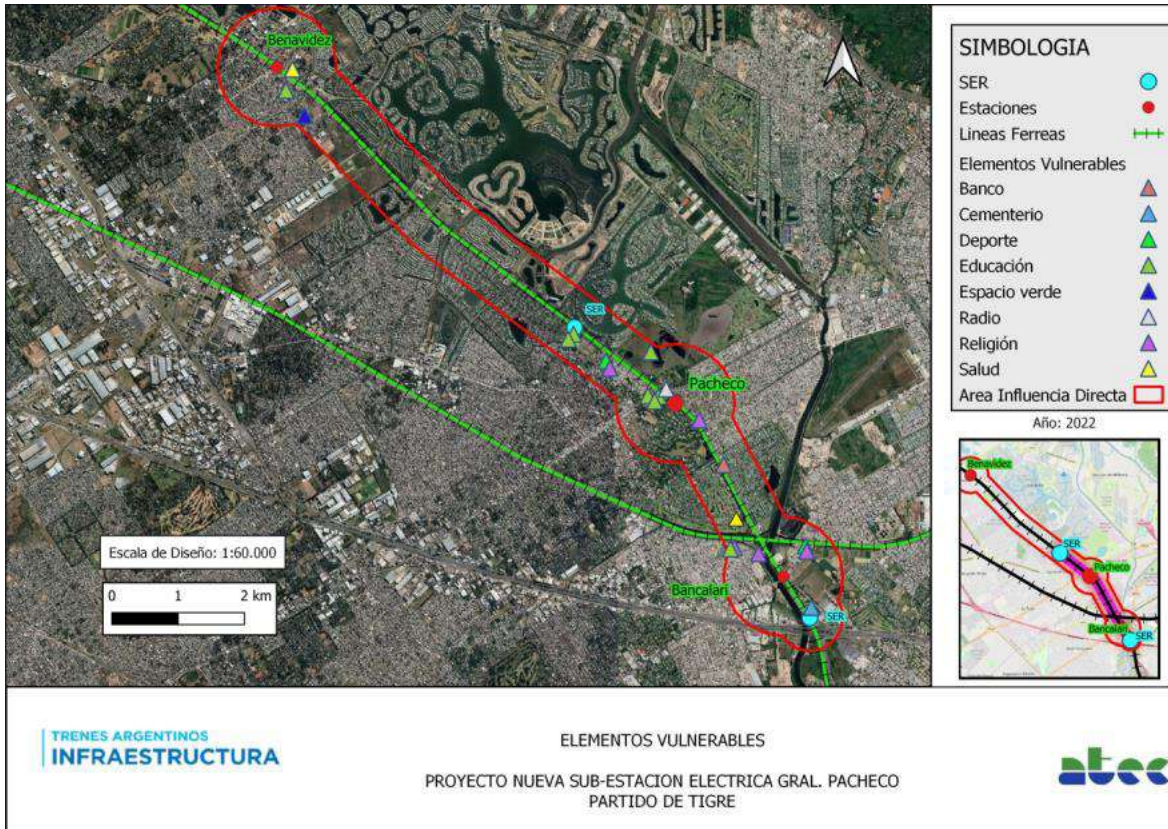 Benavídez
SER
Pacheco
Bancalari
SER
Escala de Diseño: 1:60.000
0 1 2 km
SIMBOLOGIA
SER
Estaciones
Lineas Ferreas
Elementos Vulnerables
Banco
Cementerio
Deporte
Educación
Espacio verde
Radio
Religión
Salud
Area Influencia Directa
Año: 2022
Benavídez
SER
Pacheco
Bancalari
SER
TRENES ARGENTINOS
INFRAESTRUCTURA
ELEMENTOS VULNERABLES
PROYECTO NUEVA SUB-ESTACION ELECTRICA GRAL. PACHECO
PARTIDO DE TIGRE
atec